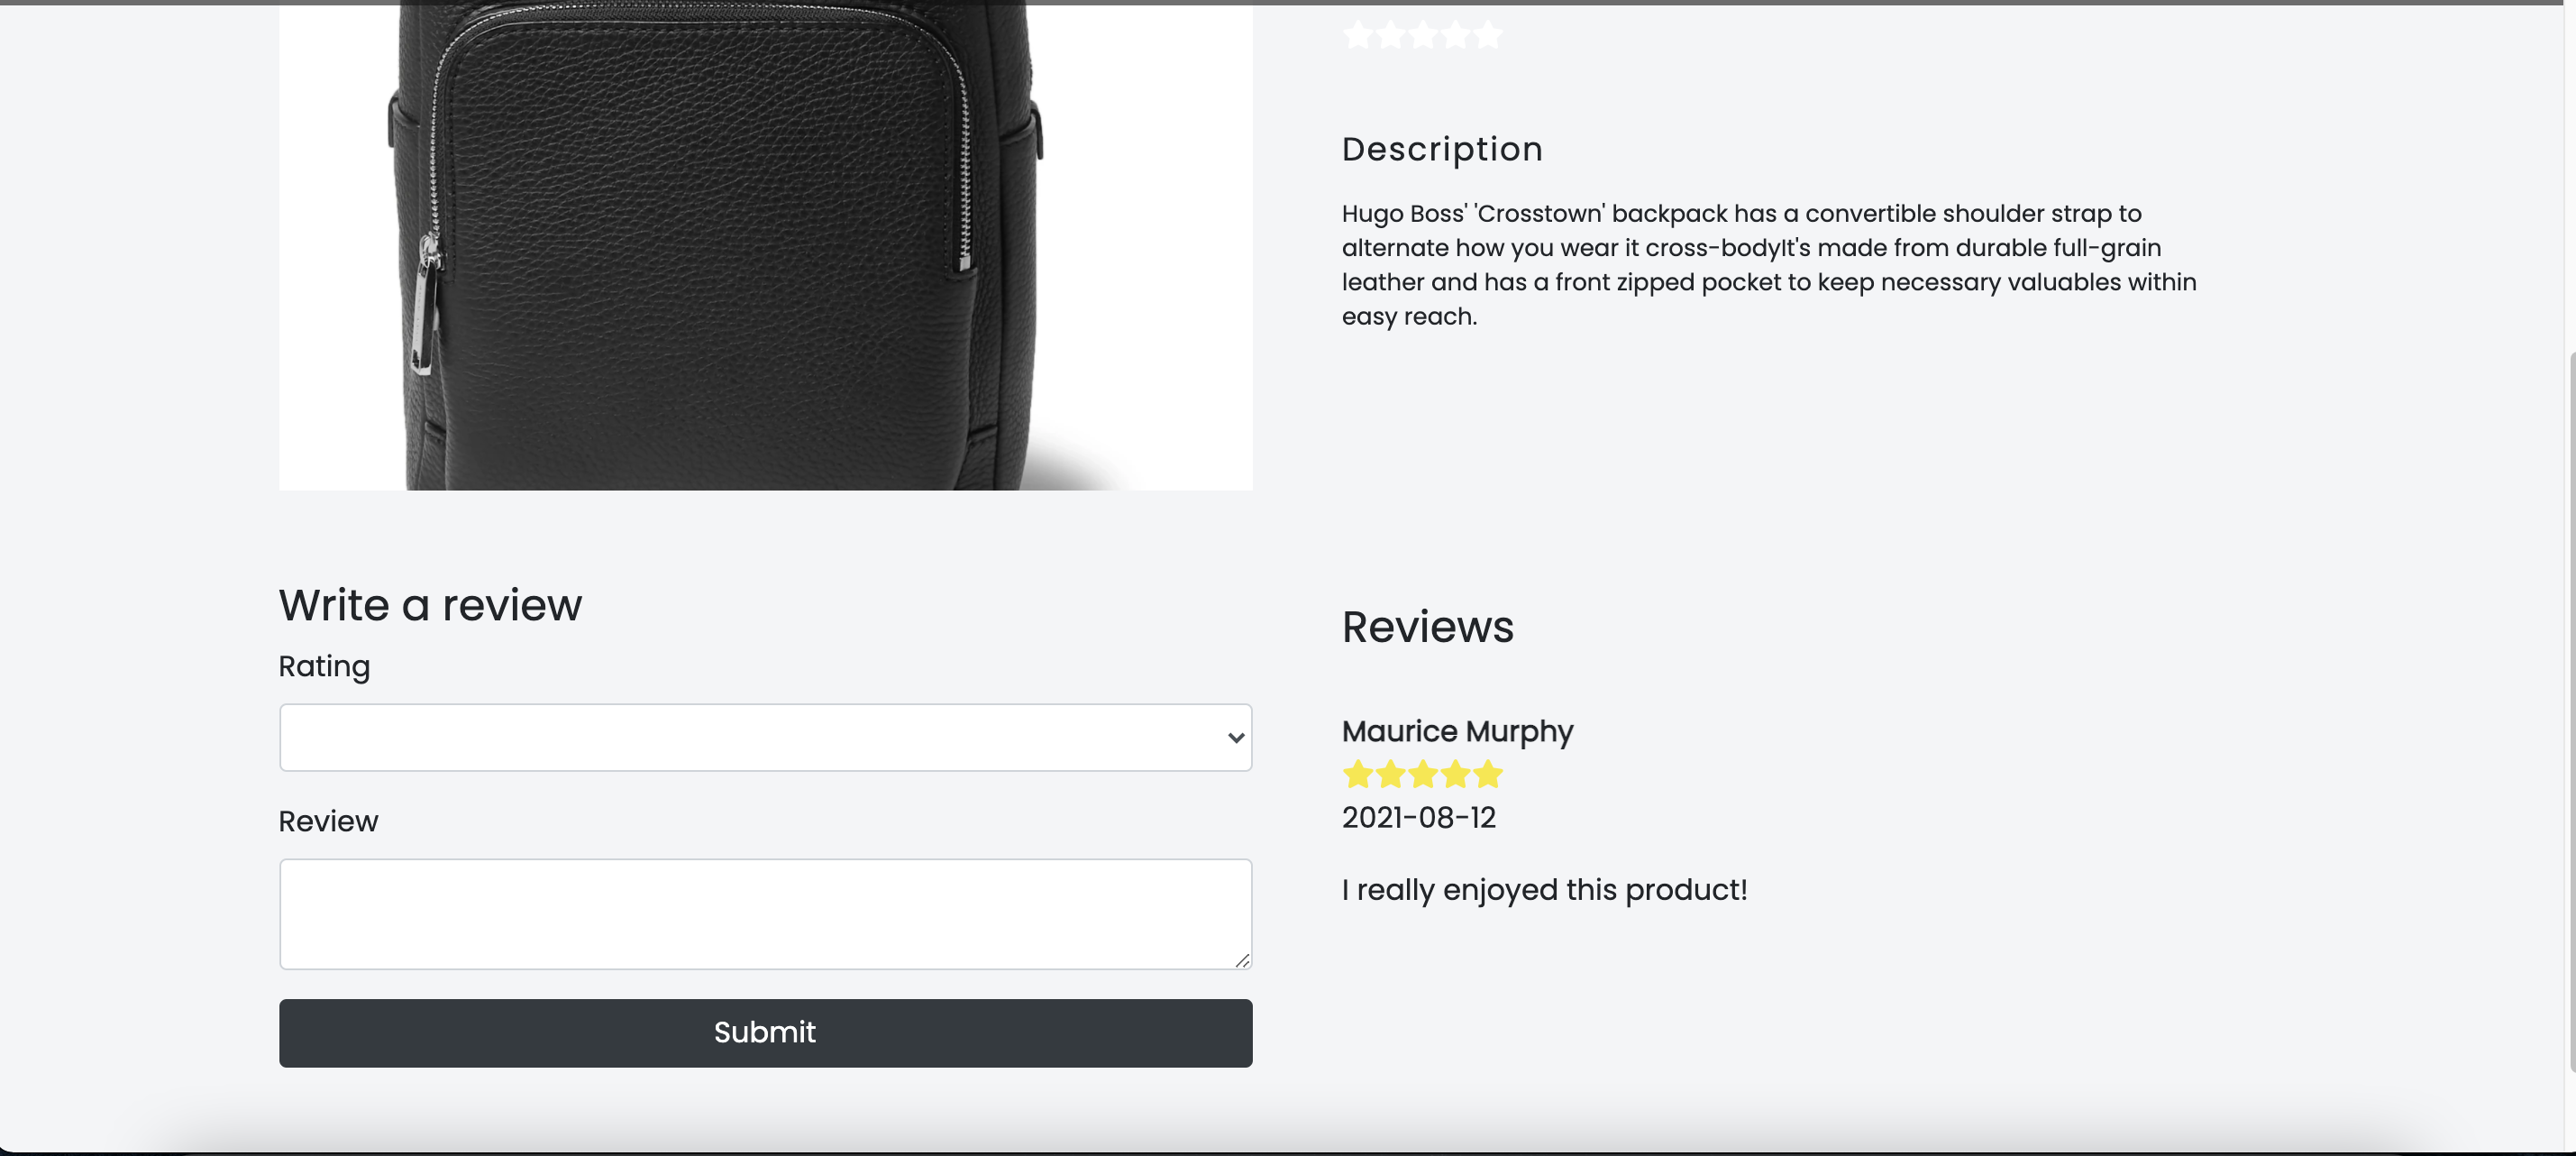 Description
Hugo Boss' 'Crosstown' backpack has a convertible shoulder strap to
alternate how you wear it cross-bodyIt's made from durable full-grain
leather and has a front zipped pocket to keep necessary valuables within
easy reach.
Write a review
Rating
Review
Submit
Reviews
Maurice Murphy
2021-08-12
I really enjoyed this product!